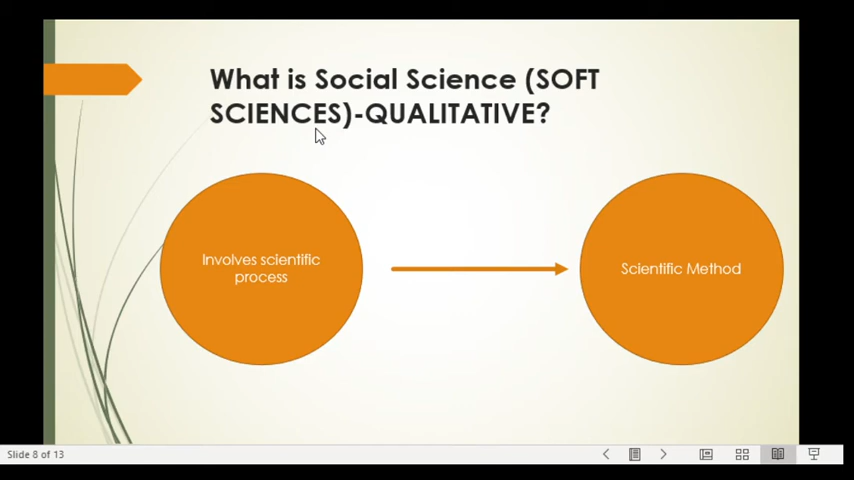 What is Social Science (SOFT
SCIENCES)-QUALITATIVE?
Involves scientific
process
Scientific Method
Slide 8 of 13